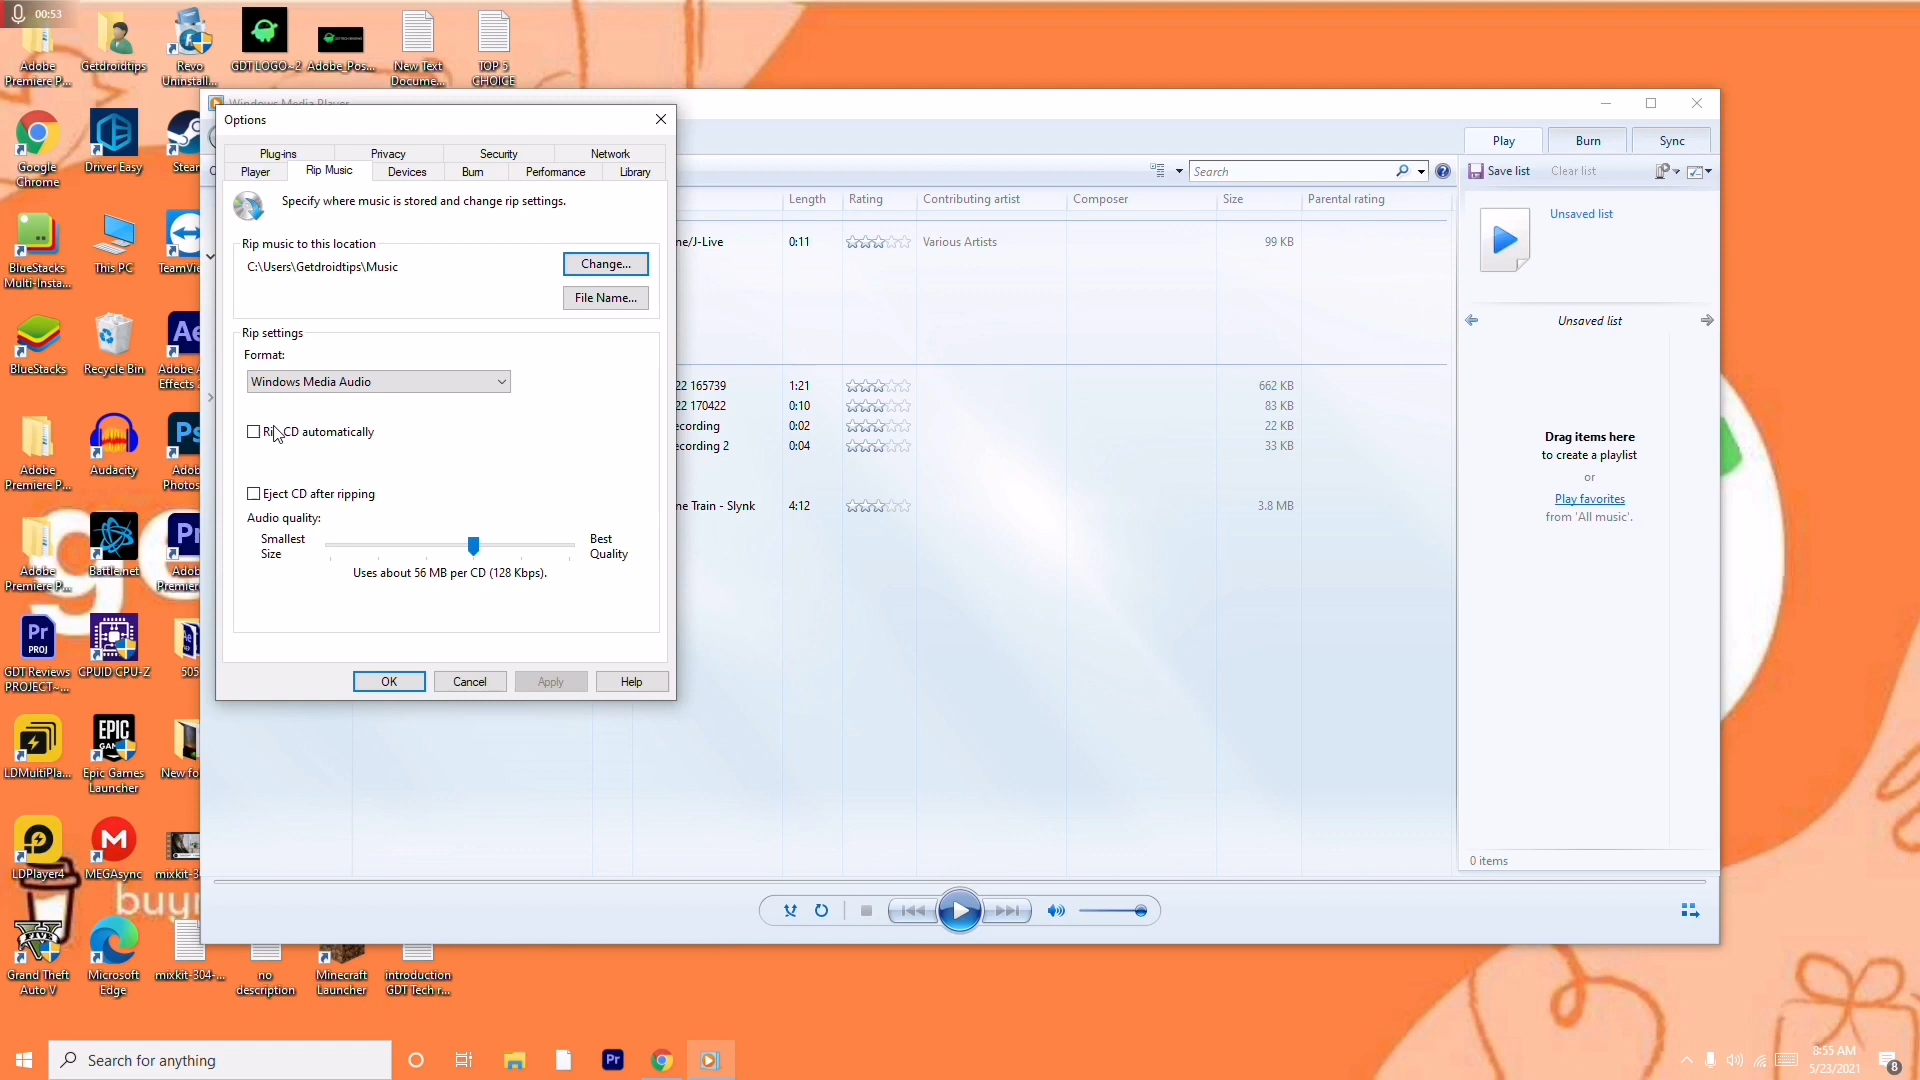 00:53
Adobe
Premiere P...
Getdroidtips
Revo
Uninstall...
GDT LOGO~2
Adobe_Pos...
New Text
Docume...
TOP 5
CHOICE
Google
Chrome
Driver Easy
Steam
BlueStacks
Multi-Insta...
This PC
TeamVie
BlueStacks
Recycle Bin
Adobe A
Effects 2
Adobe
Premiere P...
Audacity
Adob
Photos
Adobe
Premiere P...
Battle.net
Adob
Premier
GDT Reviews
PROJECT~...
CPUID CPU-Z
505
LDMultiPla...
Epic Games
Launcher
New fo
LDPlayer4
MEGAsync
mixkit-3
Grand Theft
Auto V
Microsoft
Edge
mixkit-304-...
no
description
Minecraft
Launcher
introduction
GDT Tech r...
Windows Media Player
Options
Plug-ins
Privacy
Security
Network
Player
Rip Music
Devices
Burn
Performance
Library
Specify where music is stored and change rip settings.
Rip music to this location
C:\Users\Getdroidtips\Music
Change...
File Name...
Rip settings
Format:
Windows Media Audio
CD automatically
Eject CD after ripping
Audio quality:
Smallest
Size
Best
Quality
Uses about 56 MB per CD (128 Kbps).
OK
Cancel
Apply
Help
Play
Burn
Sync
Search
Save list
Clear list
Length Rating Contributing artist Composer Size Parental rating
ne/J-Live 0:11 Various Artists 99 KB
22 165739 1:21 662 KB
22 170422 0:10 83 KB
ecording 0:02 22 KB
ecording 2 0:04 33 KB
ne Train - Slynk 4:12 3.8 MB
Unsaved list
Unsaved list
Drag items here
to create a playlist
or
Play favorites
from 'All music'.
0 items
Search for anything
8:55 AM
5/23/2021
8